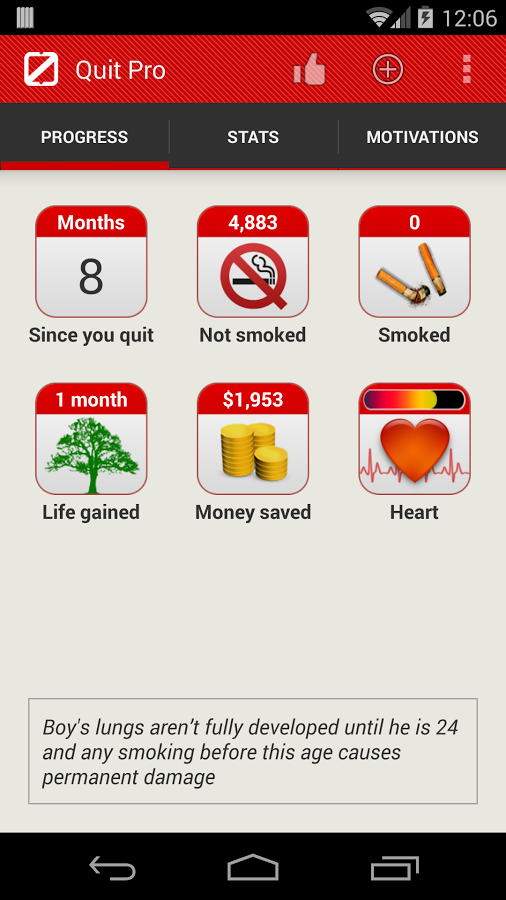 12:06
Quit Pro
PROGRESS STATS MOTIVATIONS
Months 4,883 0
8
Since you quit Not smoked Smoked
1 month $1,953
Life gained Money saved Heart
Boy's lungs aren’t fully developed until he is 24
and any smoking before this age causes
permanent damage